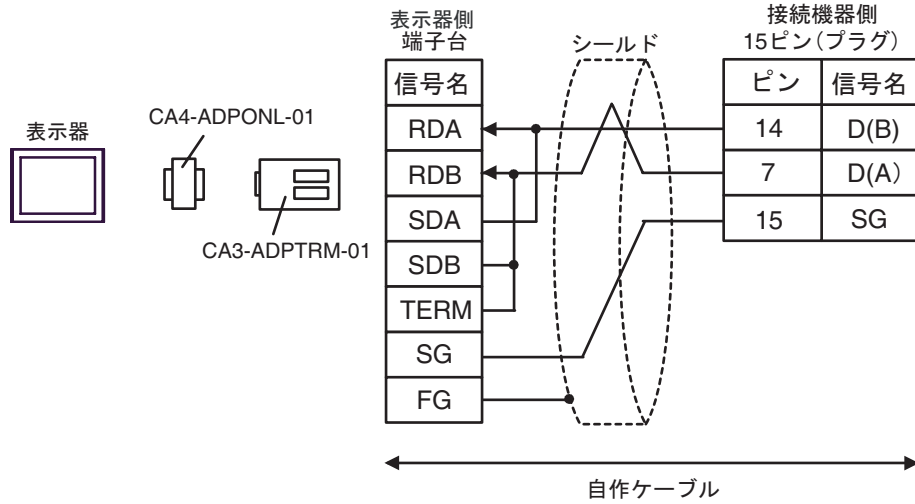 表示器
CA4-ADPONL-01
CA3-ADPTRM-01
表示器側
端子台
信号名
RDA
RDB
SDA
SDB
TERM
SG
FG
シールド
接続機器側
15ピン(プラグ)
ピン 信号名
14 D(B)
7 D(A)
15 SG
自作ケーブル